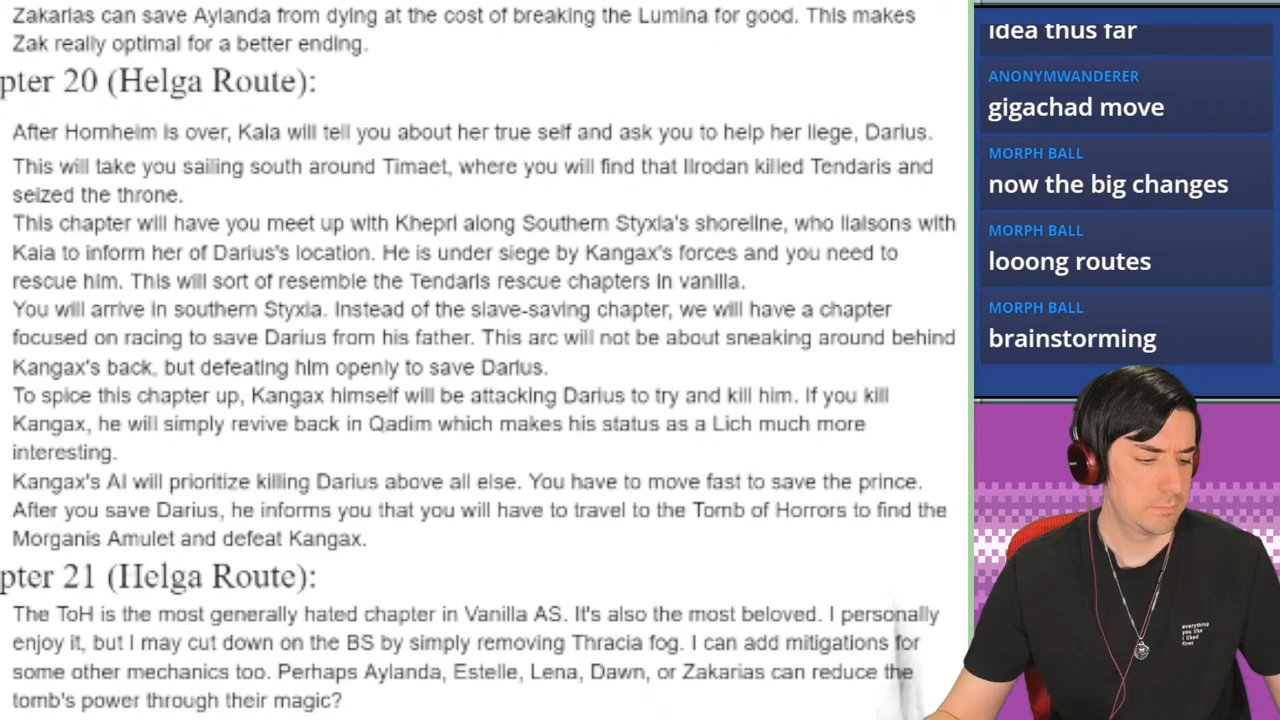 Zakarias can save Aylanda from dying at the cost of breaking the Lumina for good. This makes
Zak really optimal for a better ending.
pter 20 (Helga Route):
After Hornheim is over, Kaia will tell you about her true self and ask you to help her liege, Darius.
This will take you sailing south around Timaet, where you will find that Ilrodan killed Tendaris and
seized the throne.
This chapter will have you meet up with Khepri along Southern Styxia's shoreline, who liaisons with
Kaia to inform her of Darius's location. He is under siege by Kangax's forces and you need to
rescue him. This will sort of resemble the Tendaris rescue chapters in vanilla.
You will arrive in southern Styxia. Instead of the slave-saving chapter, we will have a chapter
focused on racing to save Darius from his father. This arc will not be about sneaking around behind
Kangax's back, but defeating him openly to save Darius.
To spice this chapter up, Kangax himself will be attacking Darius to try and kill him. If you kill
Kangax, he will simply revive back in Qadim which makes his status as a Lich much more
interesting.
Kangax's AI will prioritize killing Darius above all else. You have to move fast to save the prince.
After you save Darius, he informs you that you will have to travel to the Tomb of Horrors to find the
Morganis Amulet and defeat Kangax.
pter 21 (Helga Route):
The ToH is the most generally hated chapter in Vanilla AS. It's also the most beloved. I personally
enjoy it, but I may cut down on the BS by simply removing Thracia fog. I can add mitigations for
some other mechanics too. Perhaps Aylanda, Estelle, Lena, Dawn, or Zakarias can reduce the
tomb's power through their magic?
idea thus far
ANONYMWANDERER
gigachad move
MORPH BALL
now the big changes
MORPH BALL
looong routes
MORPH BALL
brainstorming
everything
you like
I liked
first